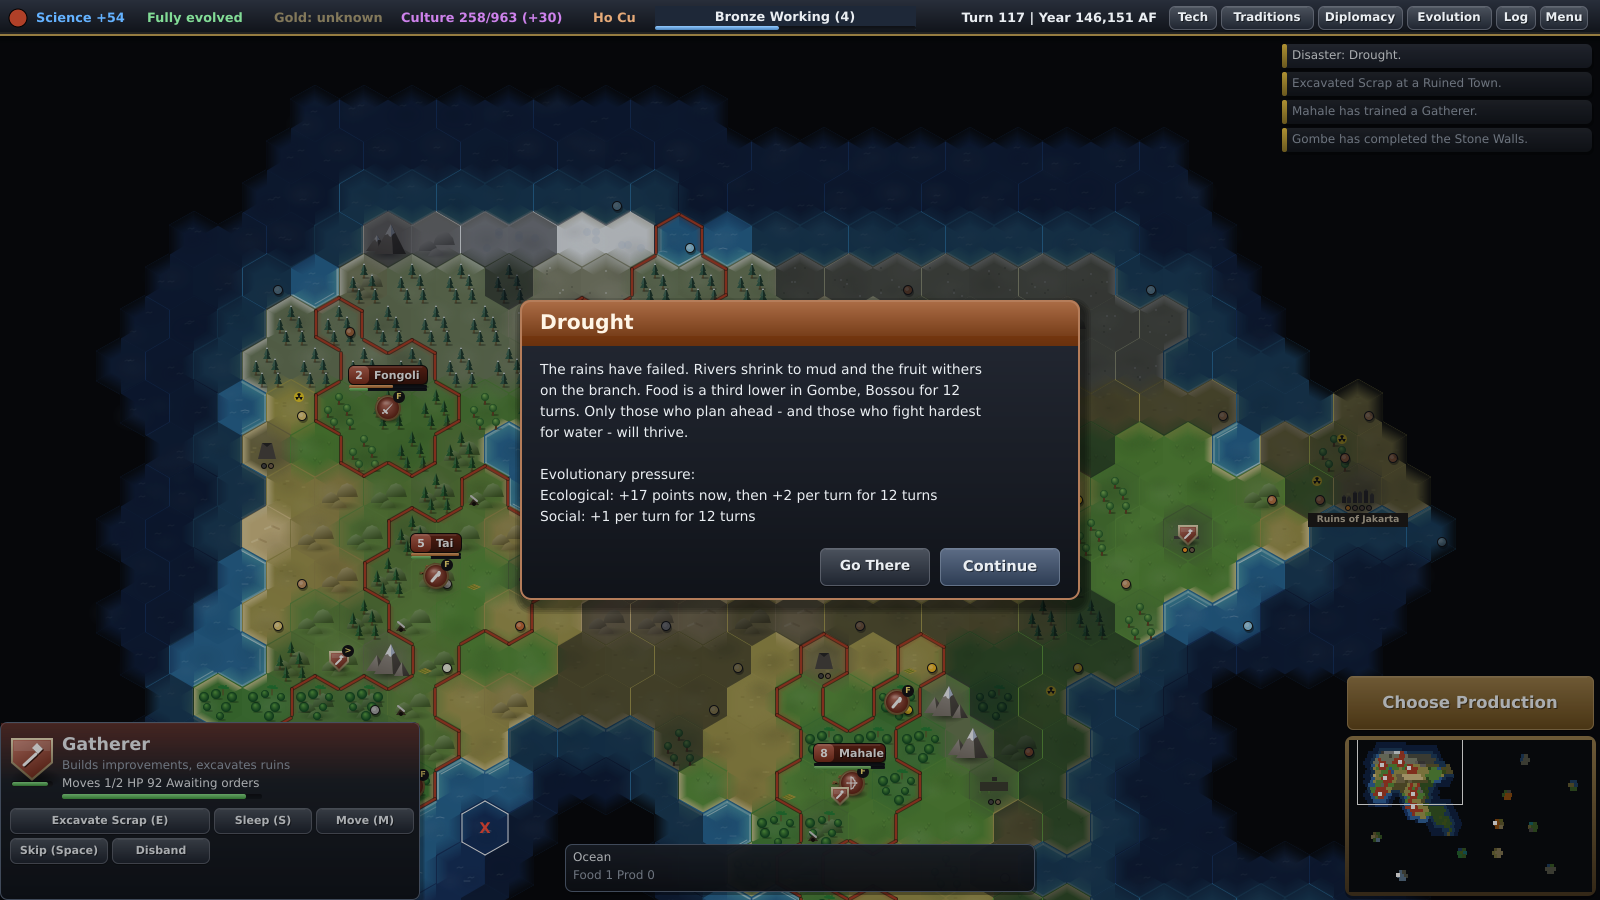 Science +54
Fully evolved
Gold: unknown
Culture 258/963 (+30)
Ho Cu
Bronze Working (4)
Turn 117 | Year 146,151 AF
Tech
Traditions
Diplomacy
Evolution
Log
Menu
Disaster: Drought.
Excavated Scrap at a Ruined Town.
Mahale has trained a Gatherer.
Gombe has completed the Stone Walls.
Drought
The rains have failed. Rivers shrink to mud and the fruit withers
on the branch. Food is a third lower in Gombe, Bossou for 12
turns. Only those who plan ahead - and those who fight hardest
for water - will thrive.
Evolutionary pressure:
Ecological: +17 points now, then +2 per turn for 12 turns
Social: +1 per turn for 12 turns
Go There
Continue
2 Fongoli
F
5 Tai
F
>
F
8 Mahale
F
F
Ruins of Jakarta
X
Gatherer
Builds improvements, excavates ruins
Moves 1/2 HP 92 Awaiting orders
Excavate Scrap (E)
Sleep (S)
Move (M)
Skip (Space)
Disband
Ocean
Food 1 Prod 0
Choose Production